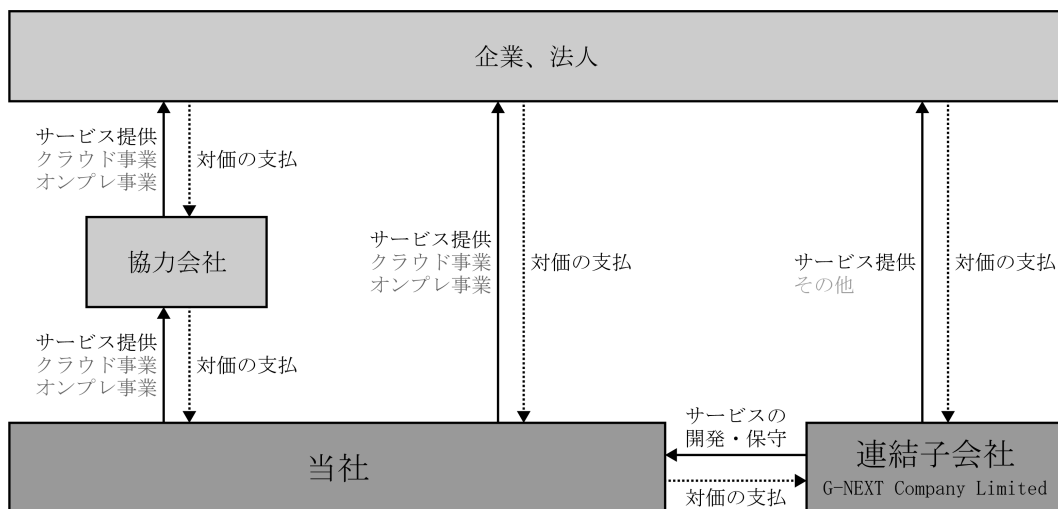 企業、法人
サービス提供
クラウド事業
オンプレ事業
対価の支払
協力会社
サービス提供
クラウド事業
オンプレ事業
対価の支払
サービス提供
クラウド事業
オンプレ事業
対価の支払
サービス提供
その他
対価の支払
当社
サービスの
開発・保守
対価の支払
連結子会社
G-NEXT Company Limited